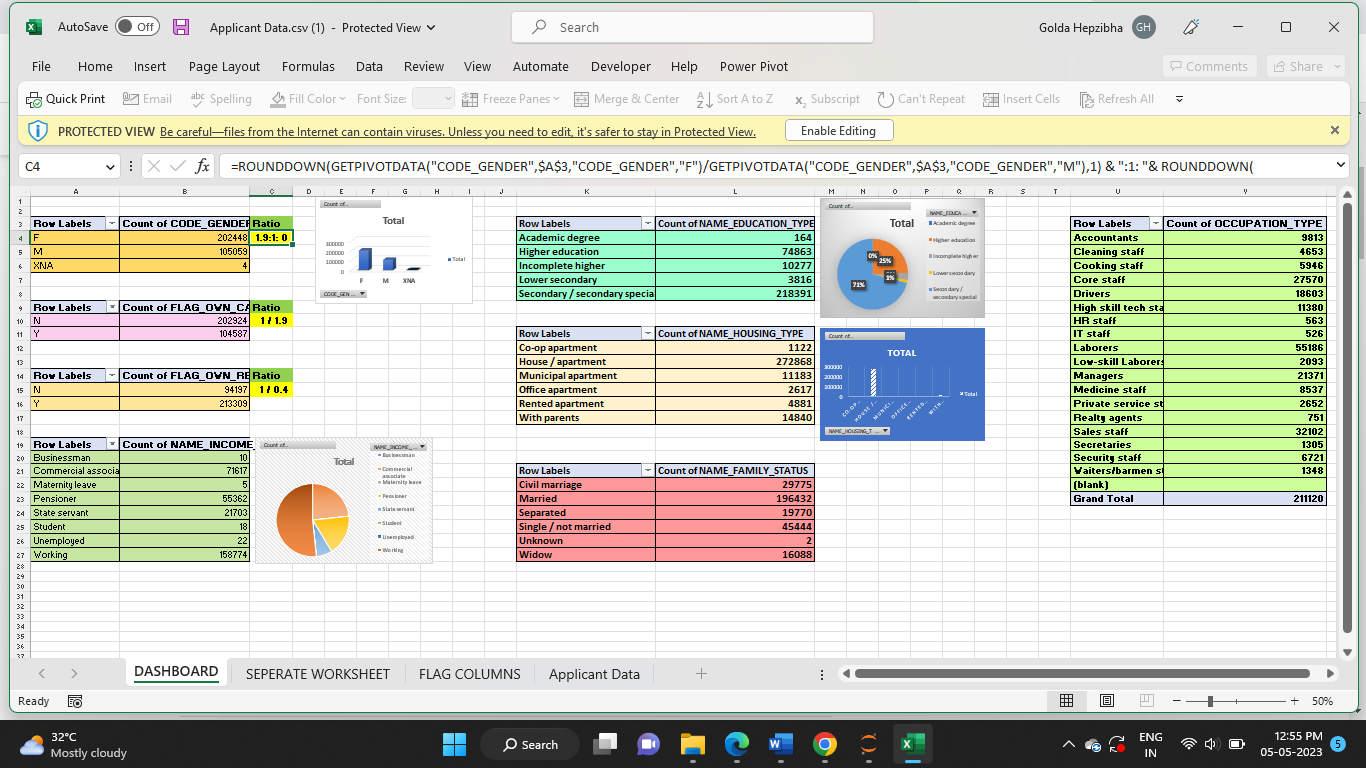 AutoSave Off Applicant Data.csv (1) - Protected View Search Golda Hepzibha GH
File Home Insert Page Layout Formulas Data Review View Automate Developer Help Power Pivot Comments Share
Quick Print Email Spelling Fill Color Font Size: Freeze Panes Merge & Center Sort A to Z Subscript Can't Repeat Insert Cells Refresh All
PROTECTED VIEW Be careful—files from the Internet can contain viruses. Unless you need to edit, it's safer to stay in Protected View. Enable Editing
C4 fx =ROUNDDOWN(GETPIVOTDATA("CODE_GENDER",$A$3,"CODE_GENDER","F")/GETPIVOTDATA("CODE_GENDER",$A$3,"CODE_GENDER","M"),1) & ":1: "& ROUNDDOWN(
A B C D E F G H I J K L M N O P Q R S T U V
Row Labels Count of CODE_GENDER Ratio
F 202448 1.9:1: 0
M 105059
XNA 4
Row Labels Count of FLAG_OWN_CA Ratio
N 202924 1 / 1.9
Y 104587
Row Labels Count of FLAG_OWN_RE Ratio
N 94197 1 / 0.4
Y 213309
Row Labels Count of NAME_INCOME_
Businessman 10
Commercial associa 71617
Maternity leave 5
Pensioner 55362
State servant 21703
Student 18
Unemployed 22
Working 158774
Count of..
Total
300000
200000
100000
0
F M XNA
Total
CODE_GEN...
Count of..
NAME_INCOME_...
Total
Businessman
Commercial associate
Maternity leave
Pensioner
State servant
Student
Unemployed
Working
Row Labels Count of NAME_EDUCATION_TYPE
Academic degree 164
Higher education 74863
Incomplete higher 10277
Lower secondary 3816
Secondary / secondary specia 218391
Row Labels Count of NAME_HOUSING_TYPE
Co-op apartment 1122
House / apartment 272868
Municipal apartment 11183
Office apartment 2617
Rented apartment 4881
With parents 14840
Row Labels Count of NAME_FAMILY_STATUS
Civil marriage 29775
Married 196432
Separated 19770
Single / not married 45444
Unknown 2
Widow 16088
Count of..
NAME_EDUCA...
Total
0% 25%
71%
Academic degree
Higher education
Incomplete higher
Lower secondary
Secondary / secondary special
Count of..
TOTAL
300000
200000
100000
0
CO-OP... HOUSE /... MUNICI... OFFICE... RENTED... WITH...
Total
NAME_HOUSING_T...
Row Labels Count of OCCUPATION_TYPE
Accountants 9813
Cleaning staff 4653
Cooking staff 5946
Core staff 27570
Drivers 18603
High skill tech sta 11380
HR staff 563
IT staff 526
Laborers 55186
Low-skill Laborers 2093
Managers 21371
Medicine staff 8537
Private service st 2652
Realty agents 751
Sales staff 32102
Secretaries 1305
Security staff 6721
Waiters/barmen st 1348
(blank)
Grand Total 211120
DASHBOARD SEPERATE WORKSHEET FLAG COLUMNS Applicant Data
Ready 50%
32°C
Mostly cloudy
Search
ENG
IN
12:55 PM
05-05-2023
5